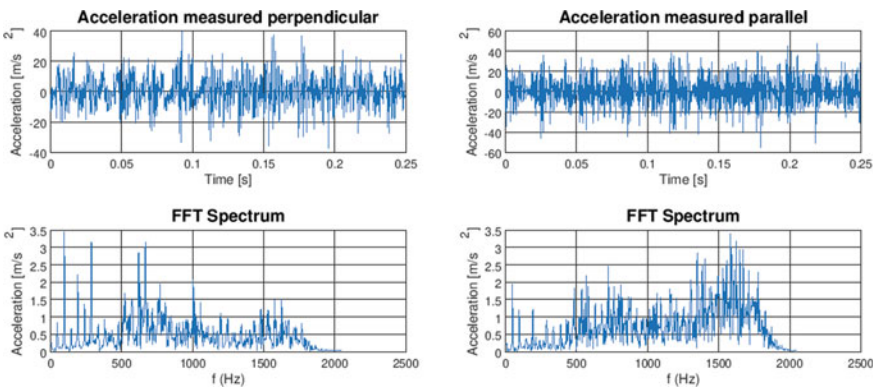 Acceleration measured perpendicular
Acceleration [m/s 2]
40
20
0
-20
-40
0 0.05 0.1 0.15 0.2 0.25
Time [s]
Acceleration measured parallel
Acceleration [m/s 2]
60
40
20
0
-20
-40
-60
0 0.05 0.1 0.15 0.2 0.25
Time [s]
FFT Spectrum
Acceleration [m/s 2]
3.5
3
2.5
2
1.5
1
0.5
0
0 500 1000 1500 2000 2500
f (Hz)
FFT Spectrum
Acceleration [m/s 2]
3.5
3
2.5
2
1.5
1
0.5
0
0 500 1000 1500 2000 2500
f (Hz)